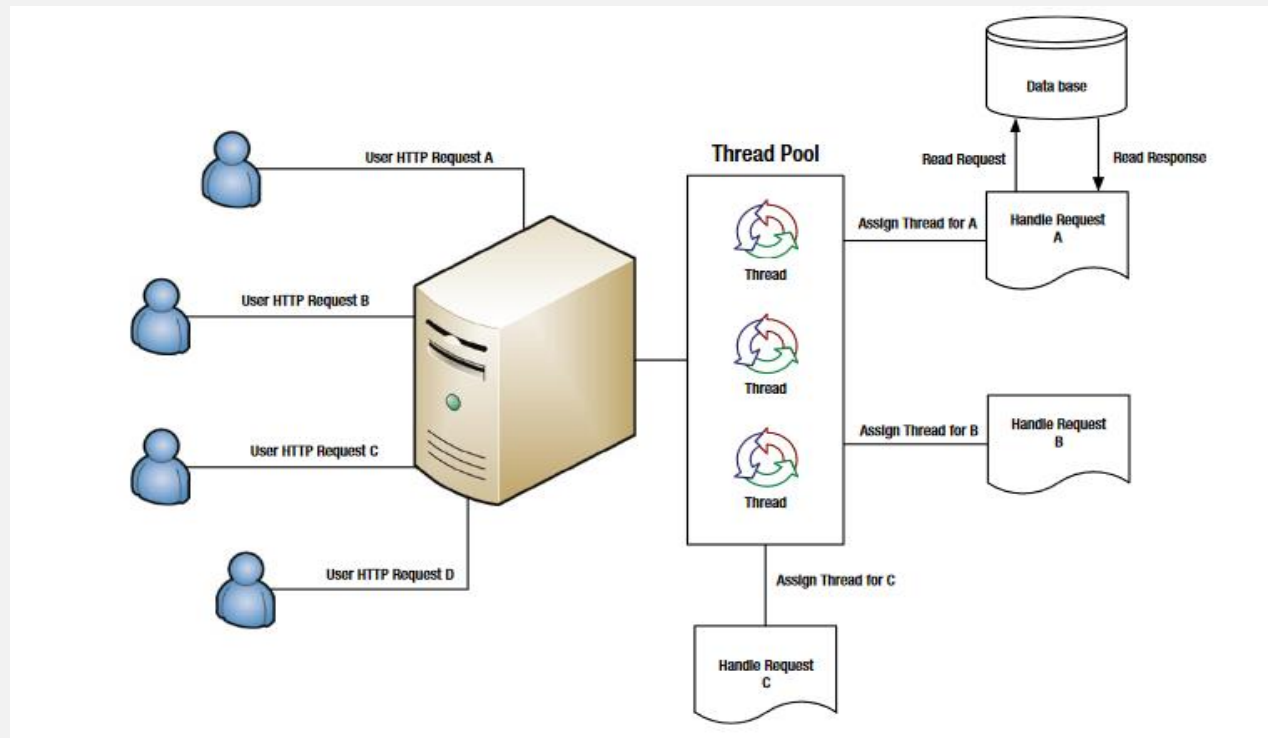 Data base
User HTTP Request A
Thread Pool
Read Request
Read Response
Assign Thread for A
Handle Request
A
Thread
User HTTP Request B
Thread
User HTTP Request C
Assign Thread for B
Handle Request
B
Thread
User HTTP Request D
Assign Thread for C
Handle Request
C